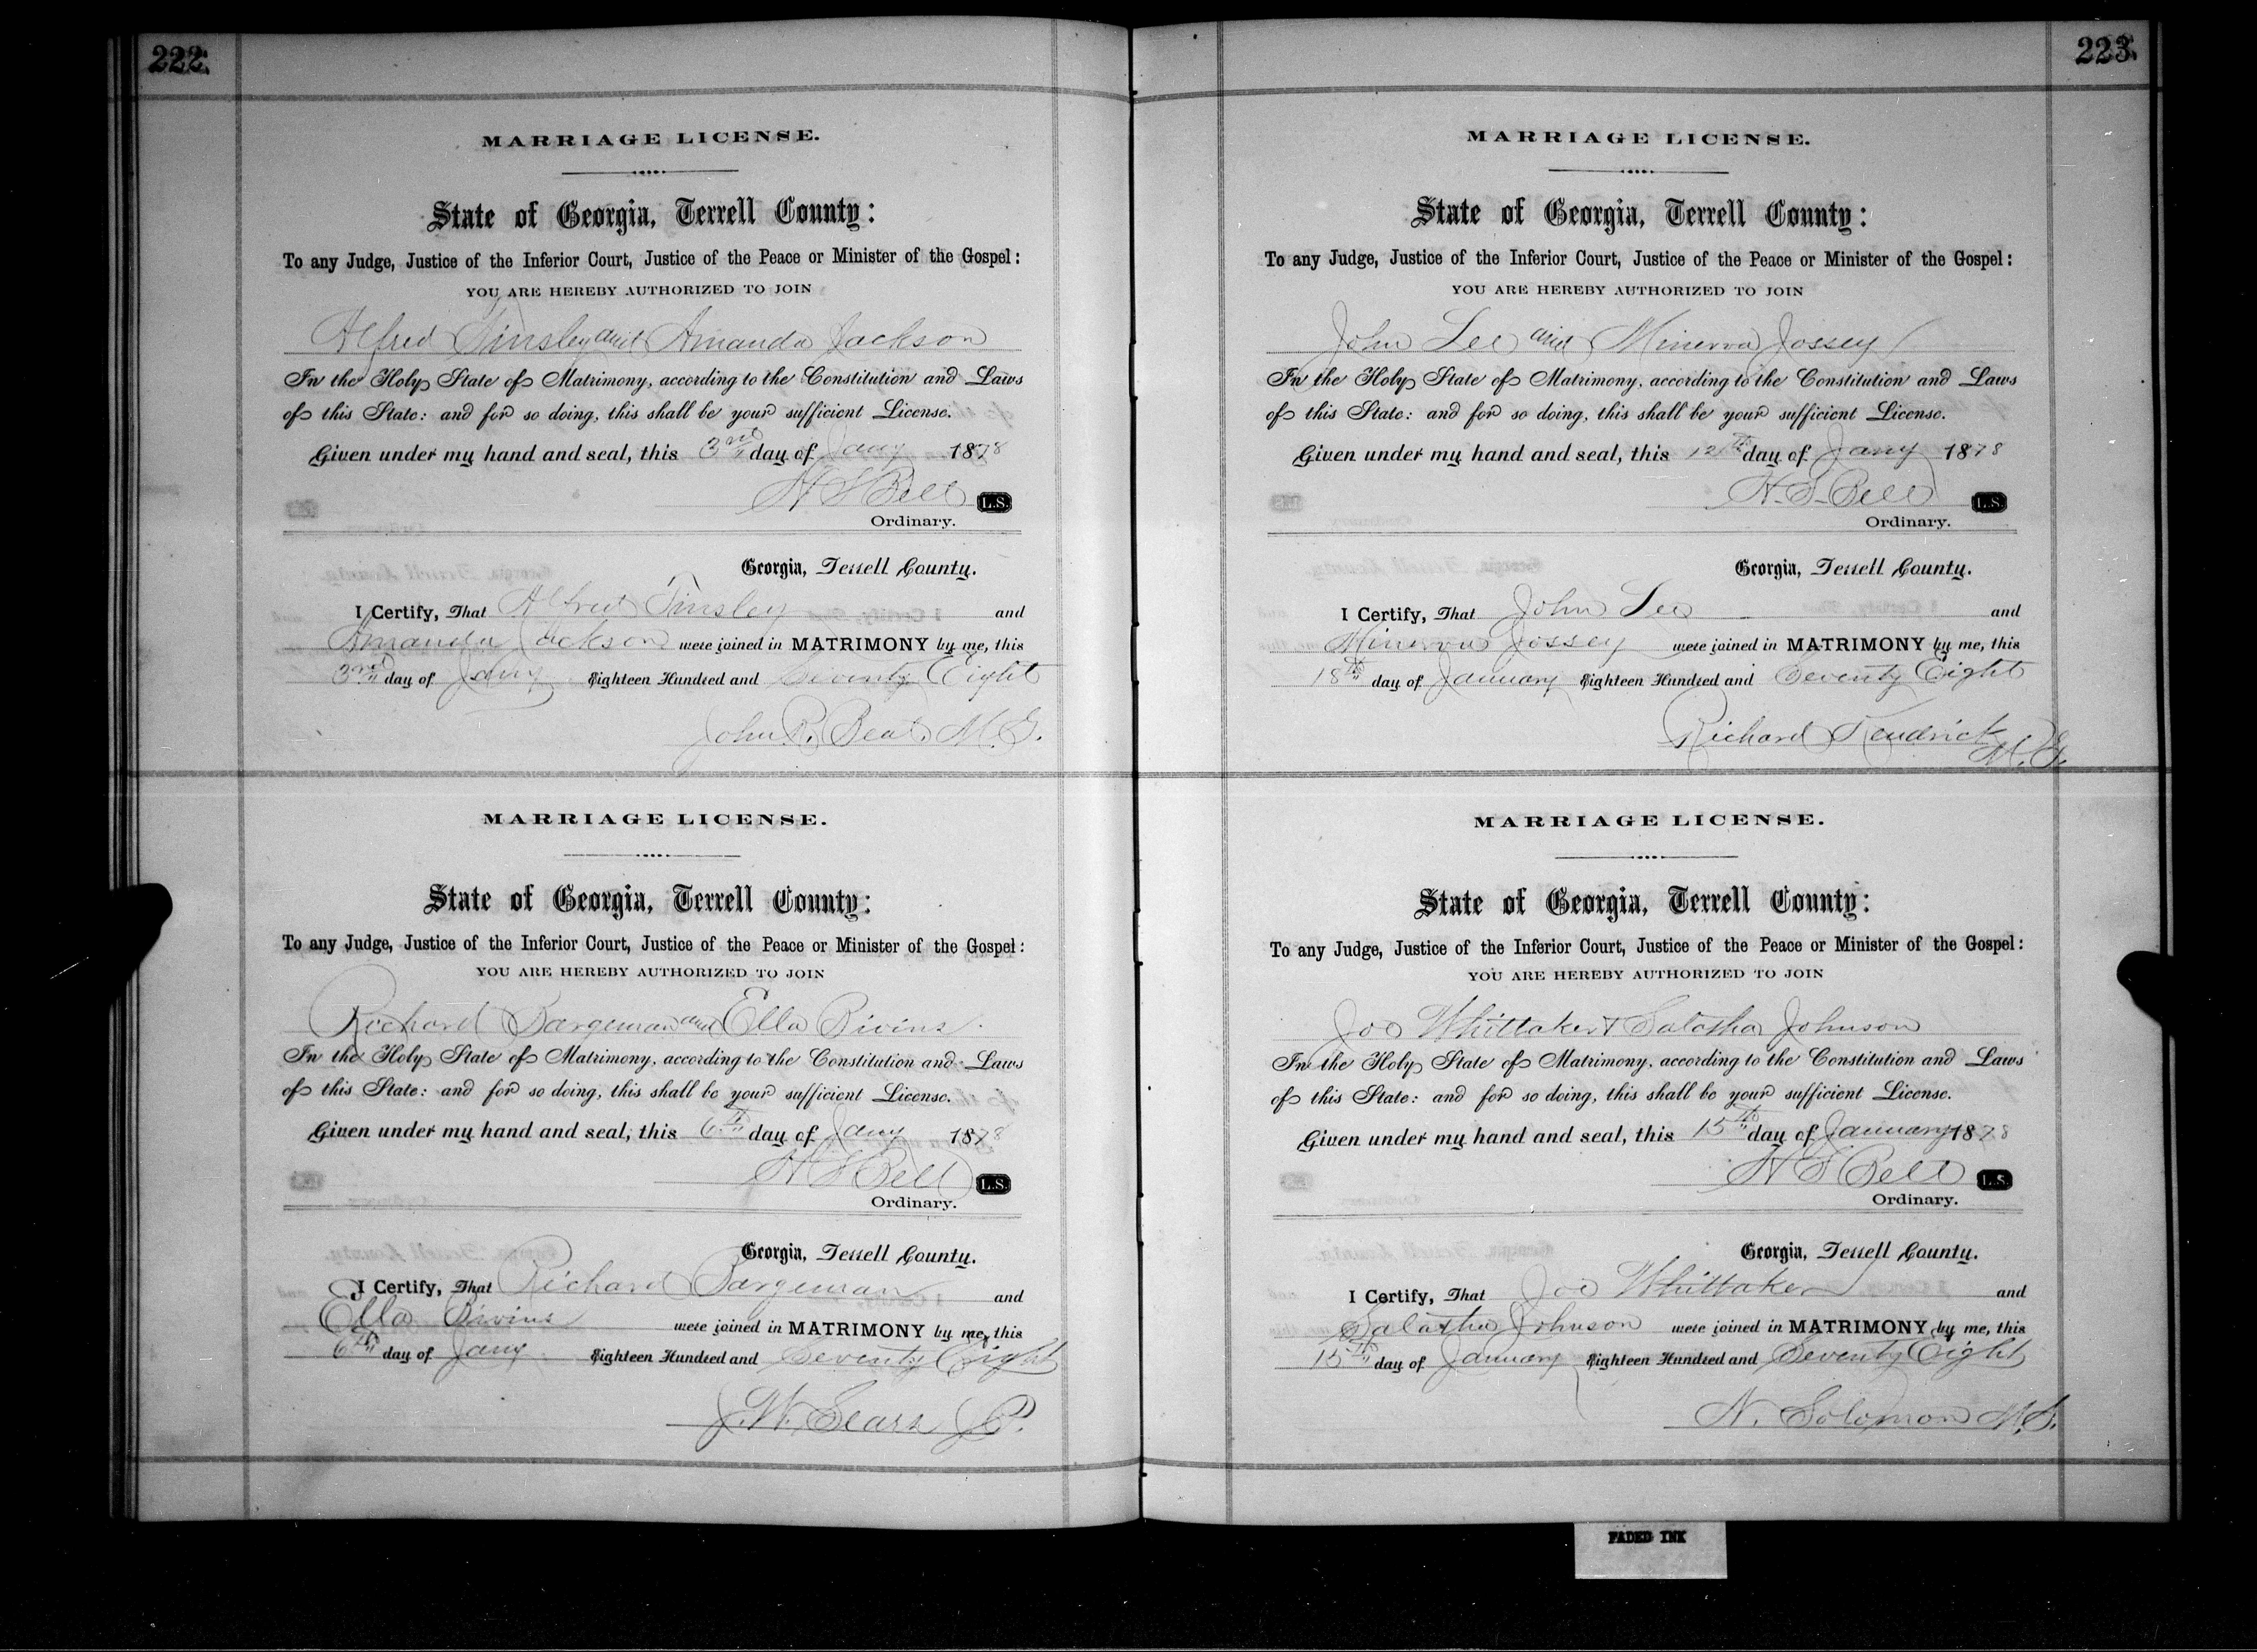 222.
MARRIAGE LICENSE.
State of Georgia, Terrell County:
To any Judge, Justice of the Inferior Court, Justice of the Peace or Minister of the Gospel:
YOU ARE HEREBY AUTHORIZED TO JOIN
Alfred Tinsley and Amanda Jackson
In the Holy State of Matrimony, according to the Constitution and Laws
of this State: and for so doing, this shall be your sufficient License.
Given under my hand and seal, this 3rd day of Jany 1878
H S Bell L.S.
Ordinary.
Georgia, Terrell County.
I Certify, That Alfred Tinsley and
Amanda Jackson were joined in MATRIMONY by me, this
3rd day of Jany Eighteen Hundred and Seventy Eight
John R. Beal. M.G.
MARRIAGE LICENSE.
State of Georgia, Terrell County:
To any Judge, Justice of the Inferior Court, Justice of the Peace or Minister of the Gospel:
YOU ARE HEREBY AUTHORIZED TO JOIN
Richard Bargeman and Ella Bivins.
In the Holy State of Matrimony, according to the Constitution and Laws
of this State: and for so doing, this shall be your sufficient License.
Given under my hand and seal, this 6th day of Jany 1878
H S Bell L.S.
Ordinary.
Georgia, Terrell County.
I Certify, That Richard Bargeman and
Ella Bivins were joined in MATRIMONY by me, this
6th day of Jany Eighteen Hundred and Seventy Eight
J. W. Sears J.P.
223.
MARRIAGE LICENSE.
State of Georgia, Terrell County:
To any Judge, Justice of the Inferior Court, Justice of the Peace or Minister of the Gospel:
YOU ARE HEREBY AUTHORIZED TO JOIN
John Lee and Minerva Jossey
In the Holy State of Matrimony, according to the Constitution and Laws
of this State: and for so doing, this shall be your sufficient License.
Given under my hand and seal, this 12th day of Jany 1878
H. S. Bell L.S.
Ordinary.
Georgia, Terrell County.
I Certify, That John Lee and
Minerva Jossey were joined in MATRIMONY by me, this
18th day of January Eighteen Hundred and Seventy Eight
Richard Kendrick
M.G.
MARRIAGE LICENSE.
State of Georgia, Terrell County:
To any Judge, Justice of the Inferior Court, Justice of the Peace or Minister of the Gospel:
YOU ARE HEREBY AUTHORIZED TO JOIN
Joe Whittaker & Salatha Johnson
In the Holy State of Matrimony, according to the Constitution and Laws
of this State: and for so doing, this shall be your sufficient License.
Given under my hand and seal, this 15th day of January 1878
H S Bell L.S.
Ordinary.
Georgia, Terrell County.
I Certify, That Joe Whittaker and
Salatha Johnson were joined in MATRIMONY by me, this
15th day of January Eighteen Hundred and Seventy Eight
N. Solomon M.G.
FADED INK